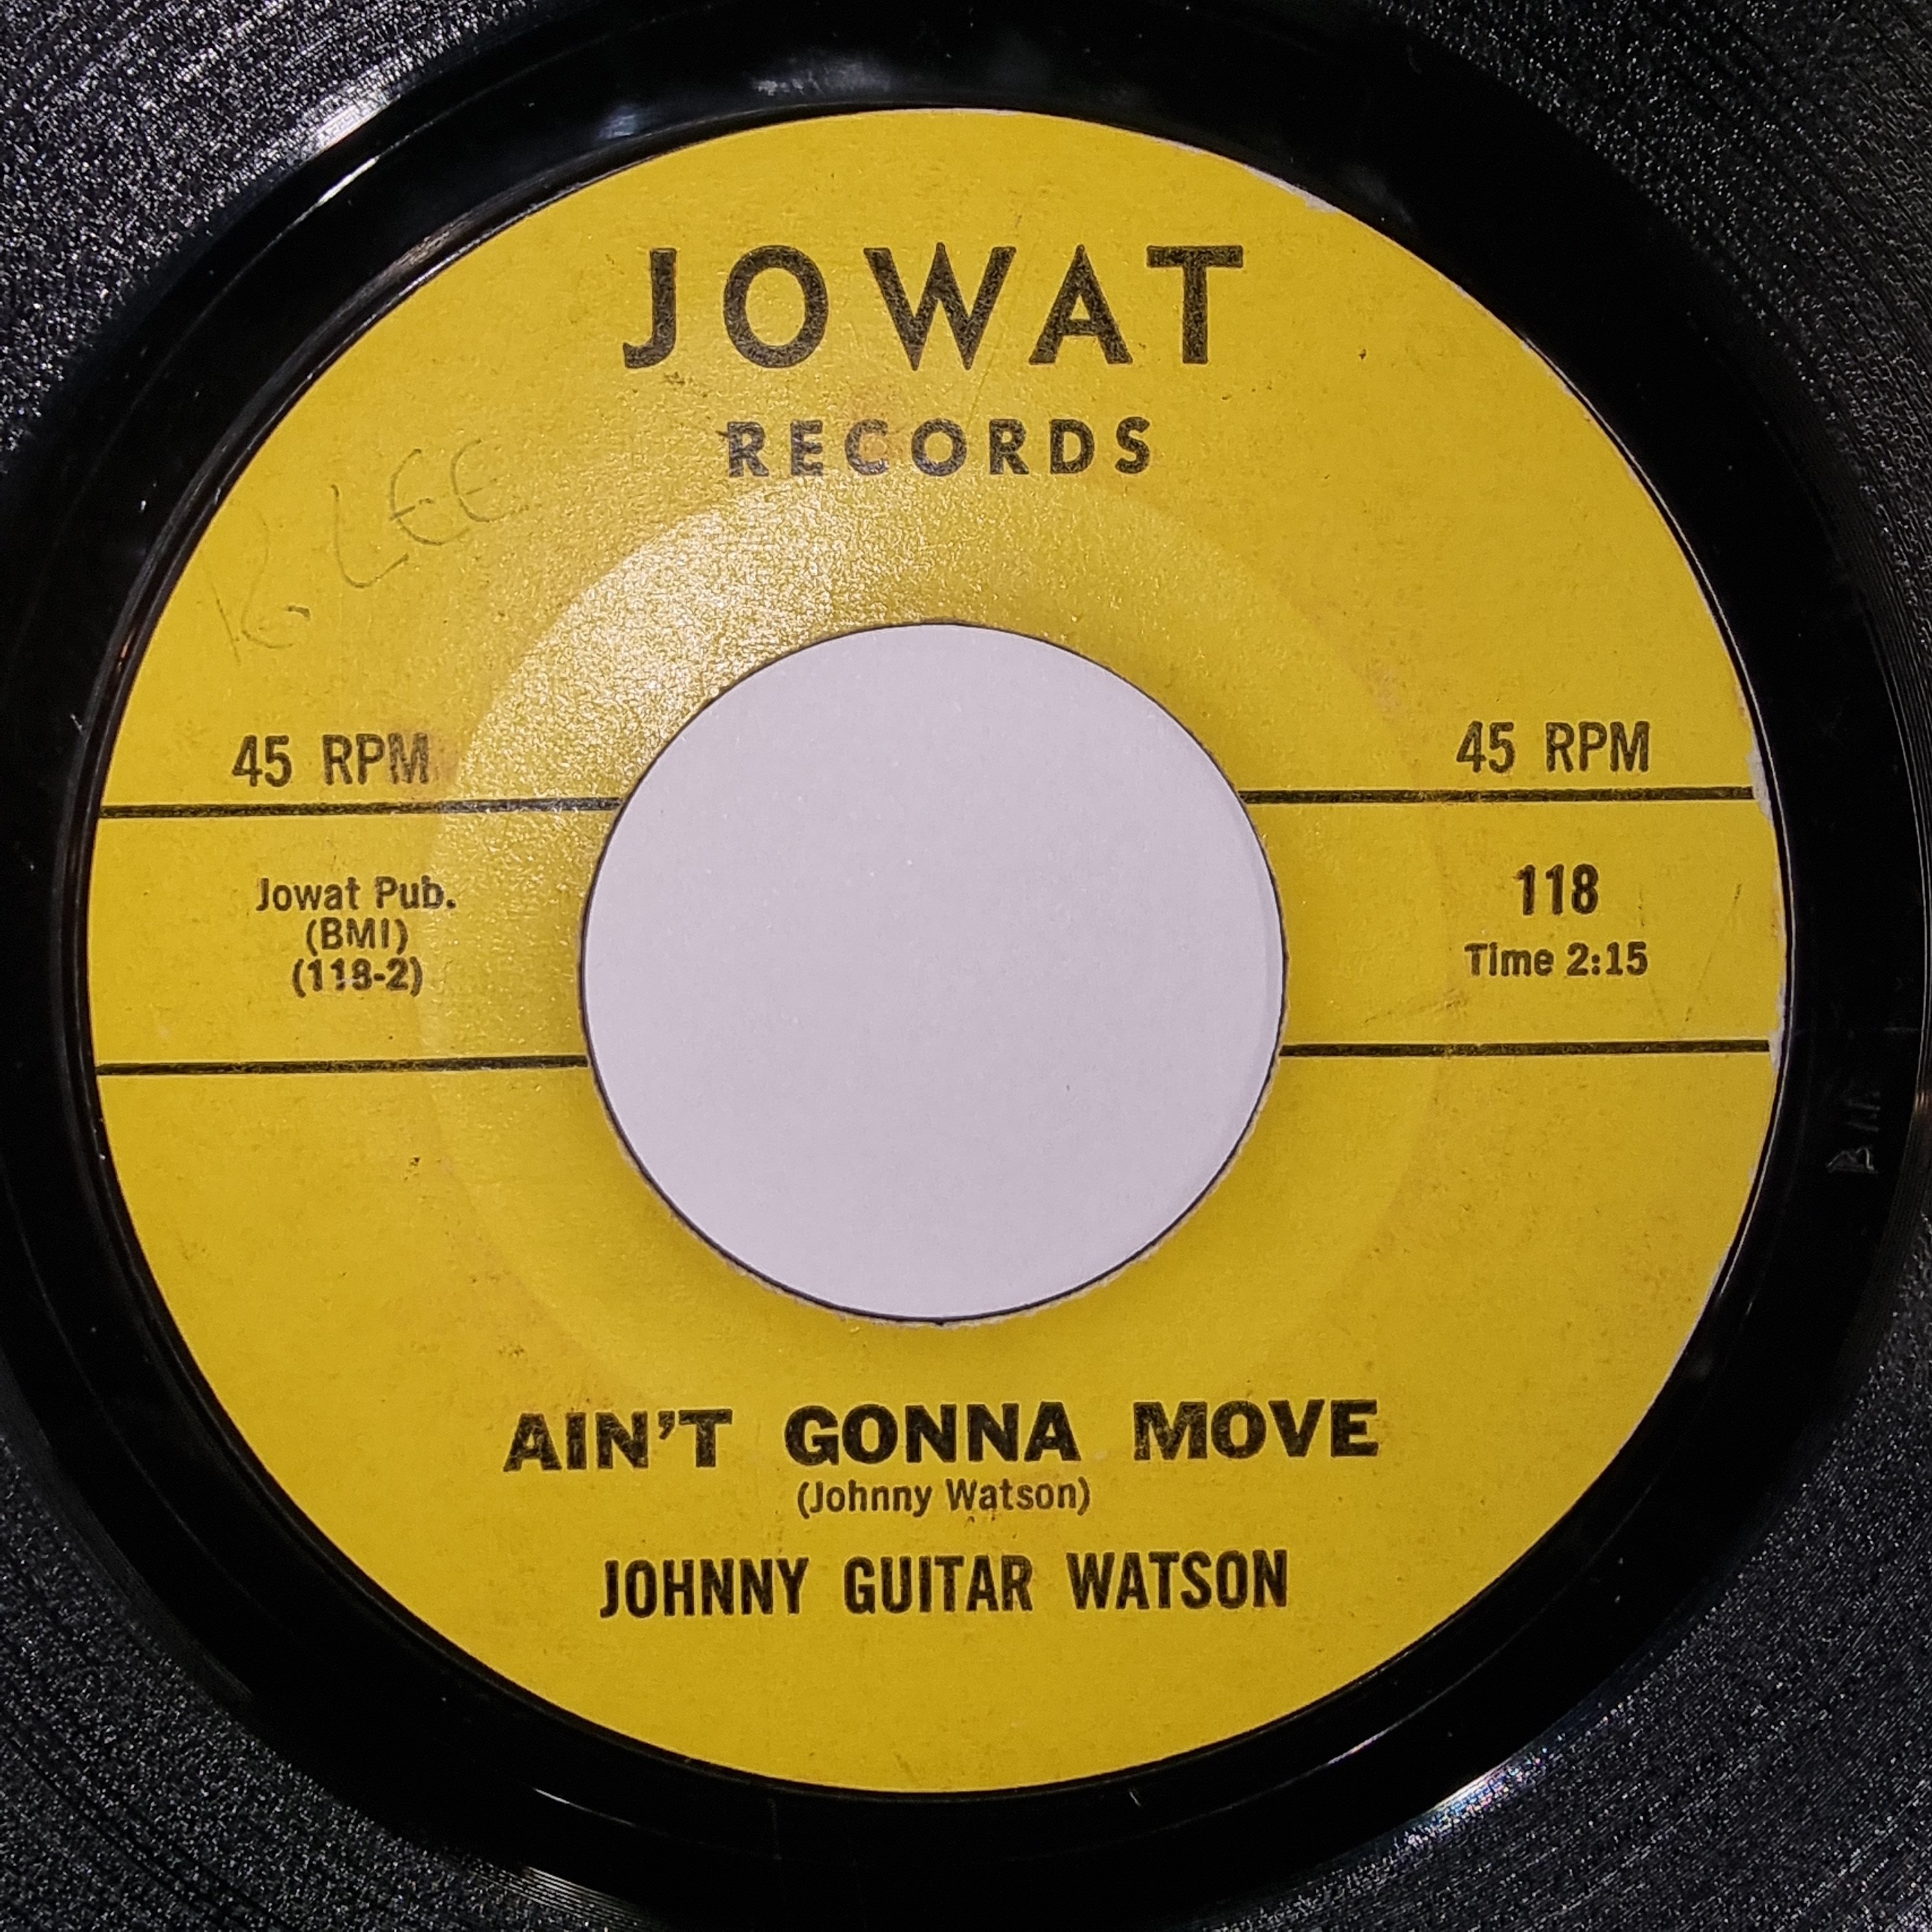 JOWAT
RECORDS
K. LEE
45 RPM
45 RPM
Jowat Pub.
(BMI)
(118-2)
118
Time 2:15
AIN'T GONNA MOVE
(Johnny Watson)
JOHNNY GUITAR WATSON